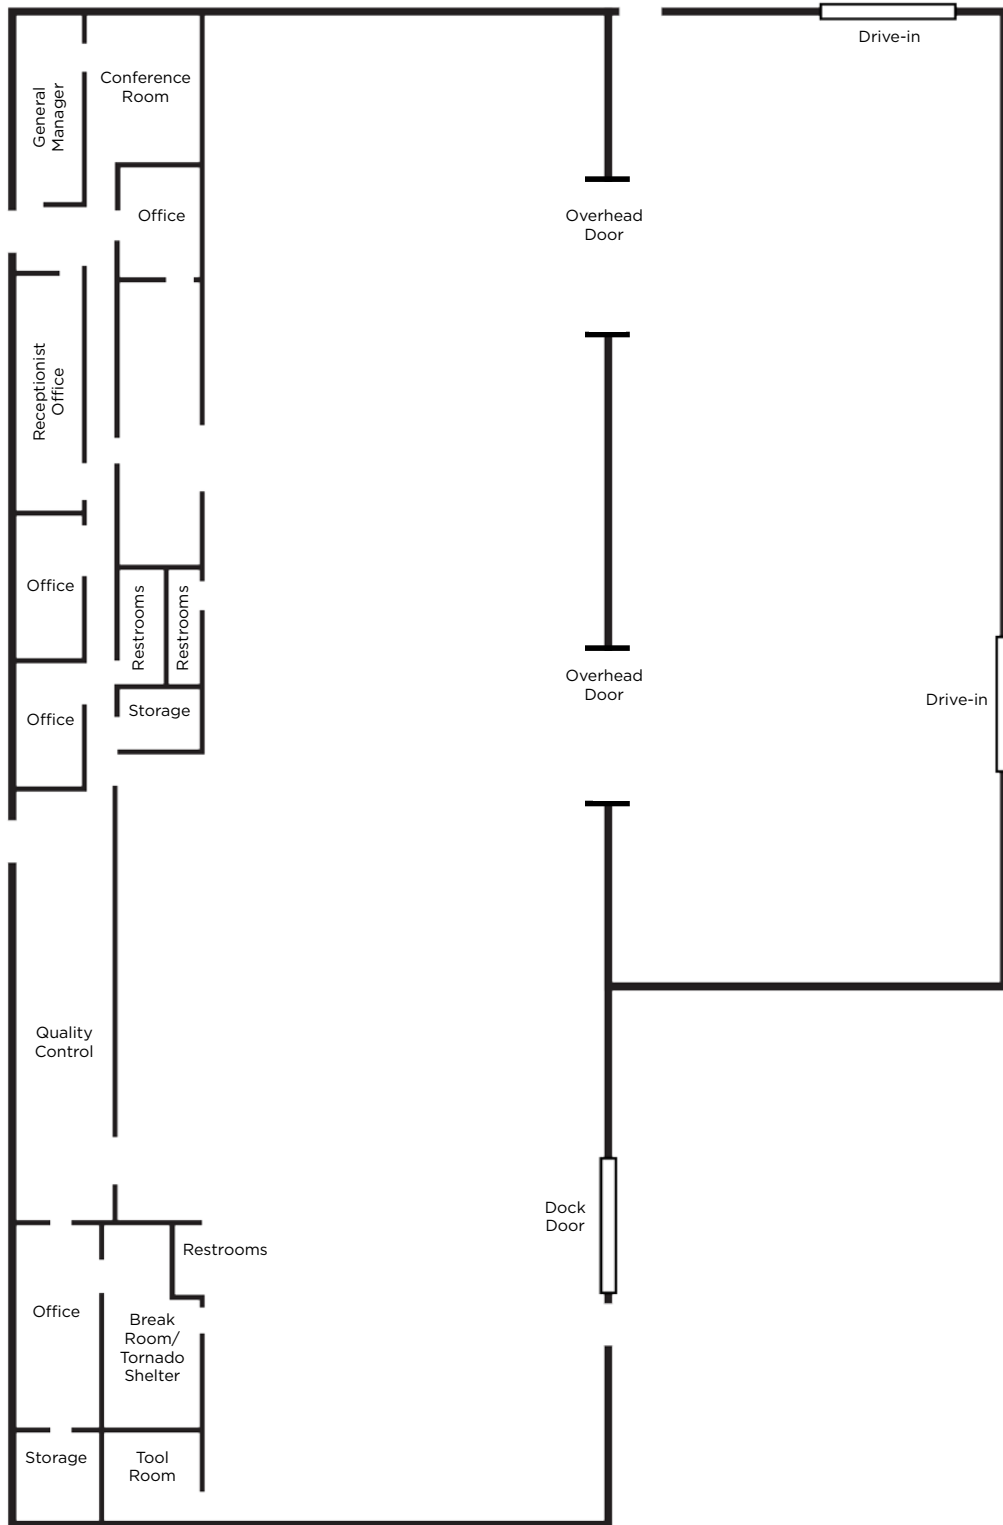 Drive-in
Conference
Room
General
Manager
Office
Overhead
Door
Receptionist
Office
Office
Restrooms
Restrooms
Overhead
Door
Drive-in
Storage
Office
Quality
Control
Dock
Door
Restrooms
Office
Break
Room/
Tornado
Shelter
Storage
Tool
Room